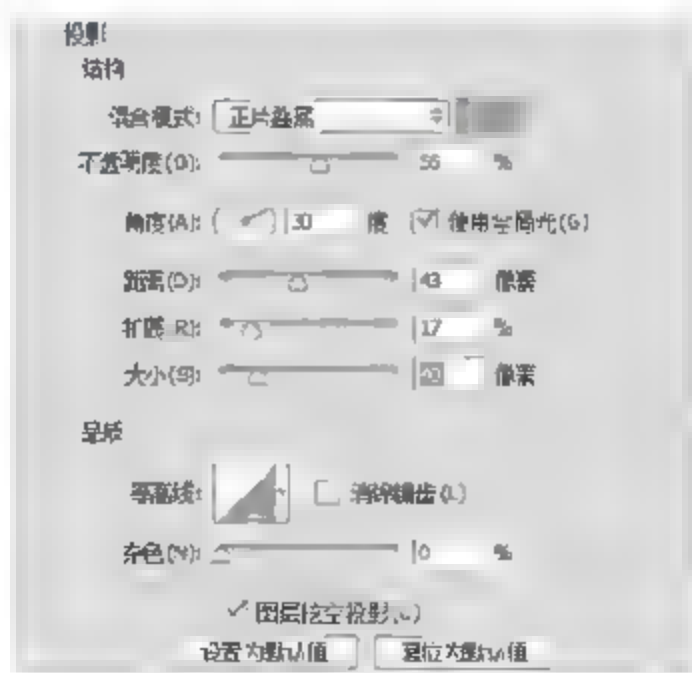 投影
结构
混合模式: 正片叠底
不透明度(O): 55 %
角度(A): 30 度 使用全局光(G)
距离(D): 43 像素
扩展(R): 17 %
大小(S): 40 像素
品质
等高线: 消除锯齿(L)
杂色(N): 0 %
图层挖空投影(U)
设置为默认值 复位为默认值